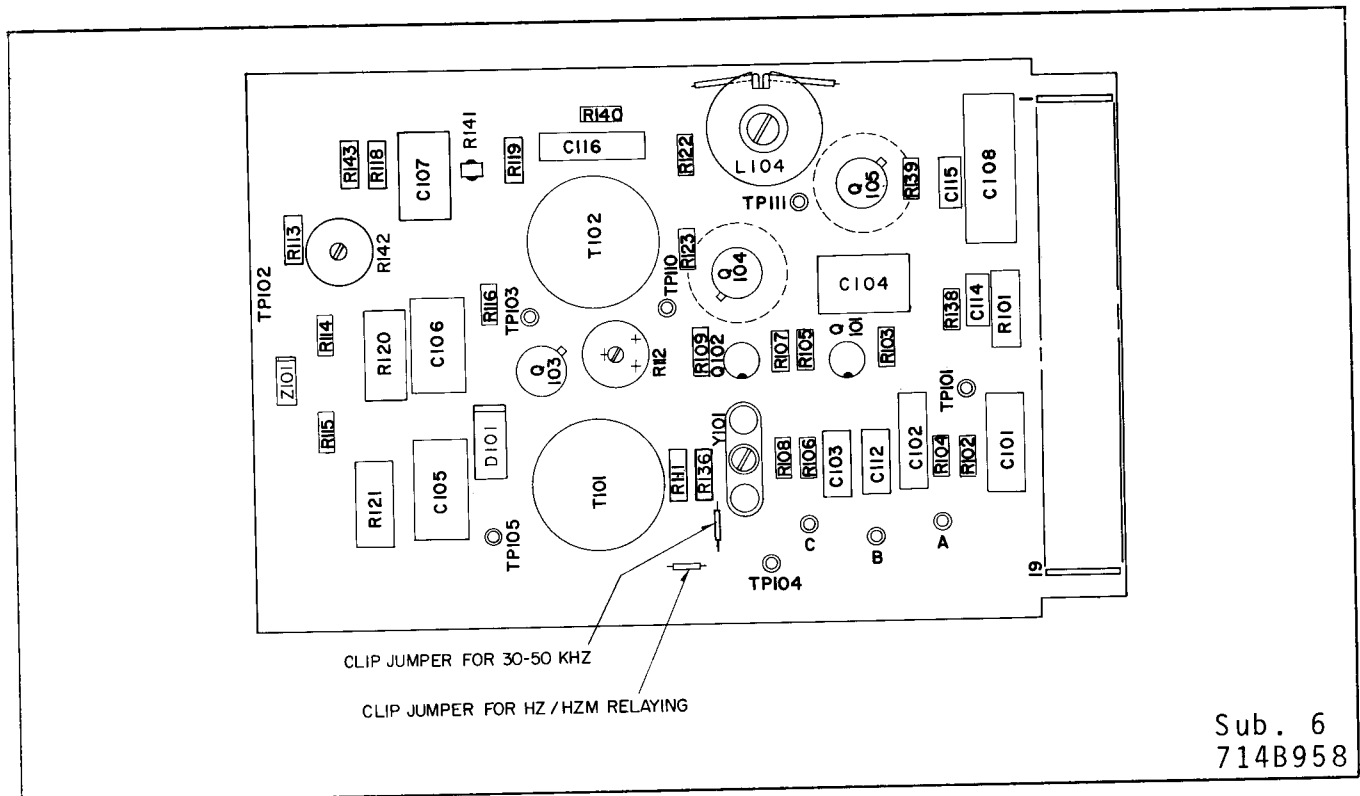 R140
R141
R143
R118
C107
R119
C116
R122
L104
Q
105
R139
C115
C108
1
TP111
R113
R142
T102
R123
Q
104
TP110
C104
TP102
R116
TP103
R138
C114
R101
R114
R120
C106
Q
103
R112
R109
Q102
R107
R105
Q
101
R103
Z101
TP101
R115
D101
Y101
R121
C105
T101
R111
R136
R108
R106
C103
C112
C102
R104
R102
C101
TP105
C
B
A
TP104
19
CLIP JUMPER FOR 30-50 KHZ
CLIP JUMPER FOR HZ/HZM RELAYING
Sub. 6
714B958